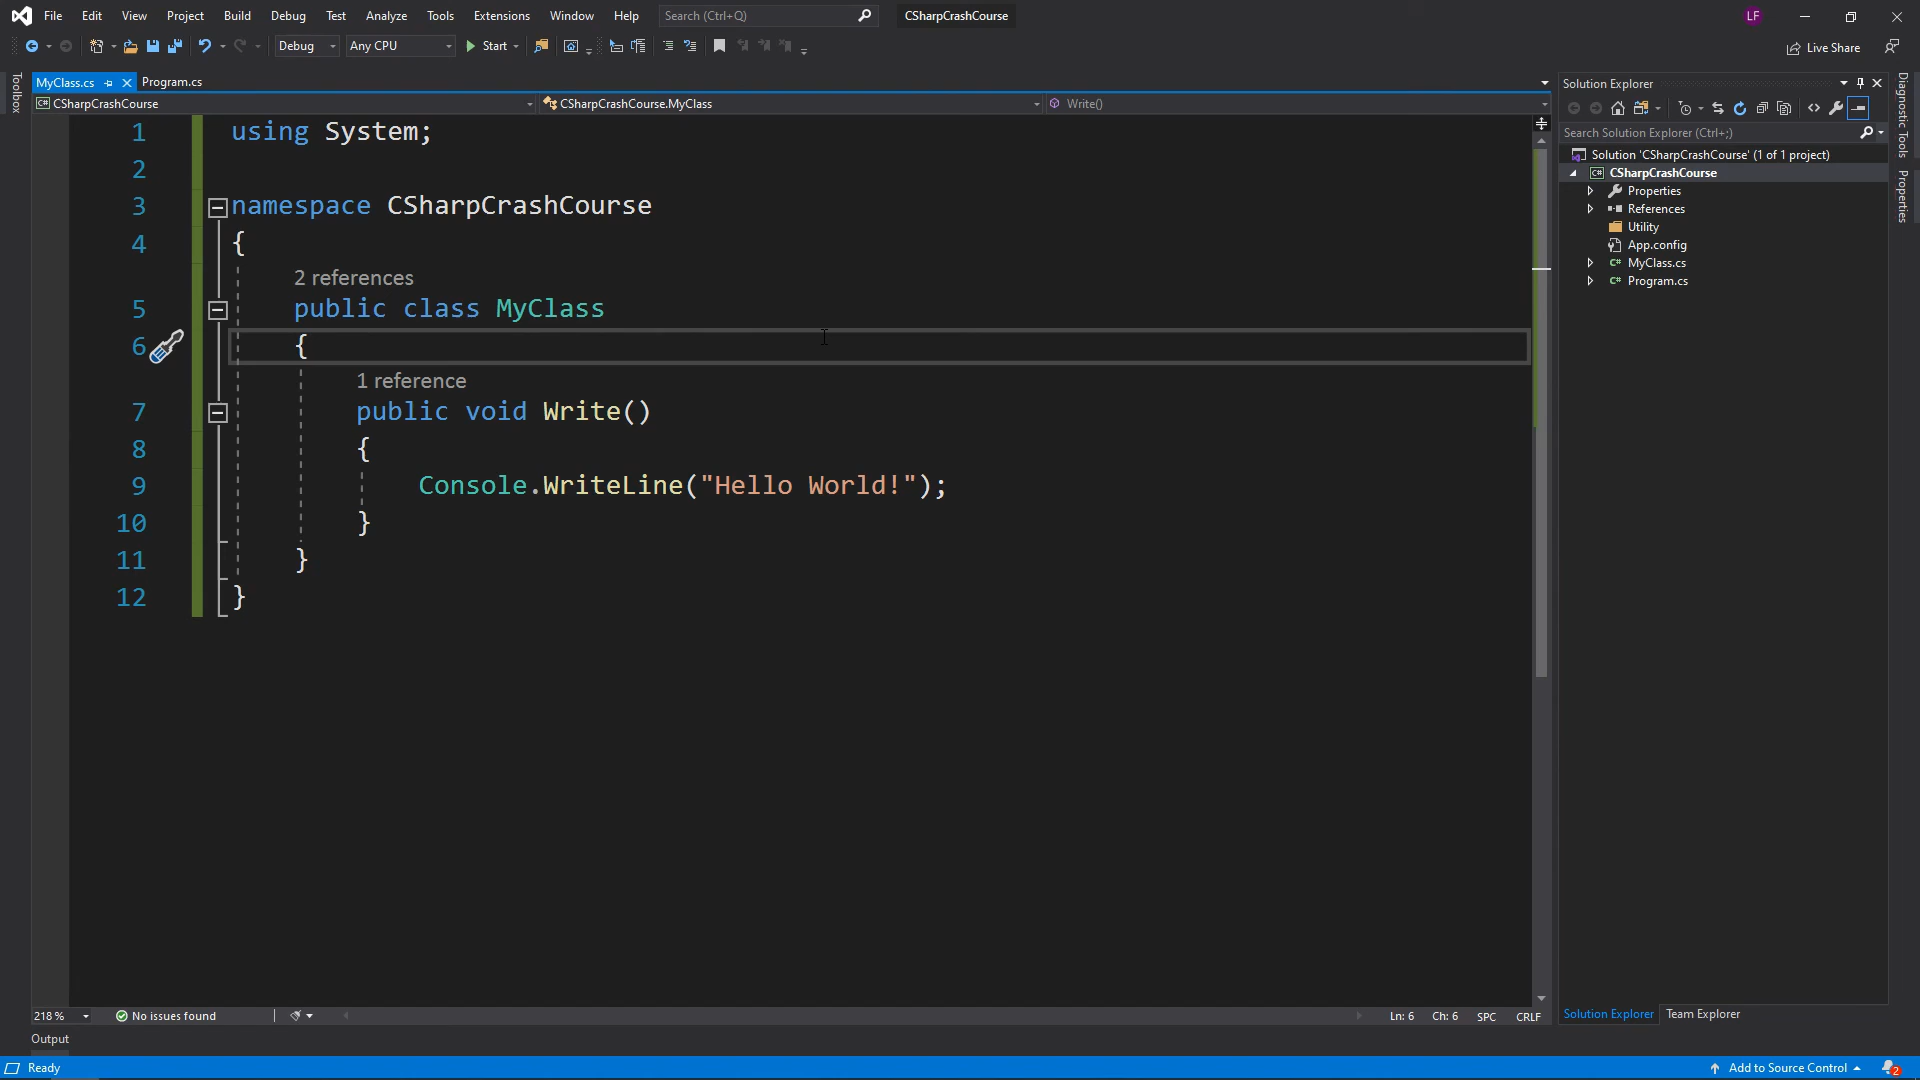 File Edit View Project Build Debug Test Analyze Tools Extensions Window Help Search (Ctrl+Q) CSharpCrashCourse LF
Debug Any CPU Start Live Share
Toolbox
MyClass.cs Program.cs
CSharpCrashCourse CSharpCrashCourse.MyClass Write()
1 using System;
2
3 namespace CSharpCrashCourse
4 {
2 references
5 public class MyClass
6 {
1 reference
7 public void Write()
8 {
9 Console.WriteLine("Hello World!");
10 }
11 }
12 }
218 % No issues found Ln: 6 Ch: 6 SPC CRLF
Output
Ready Add to Source Control 2
Solution Explorer
Search Solution Explorer (Ctrl+;)
Solution 'CSharpCrashCourse' (1 of 1 project)
C# CSharpCrashCourse
Properties
References
Utility
App.config
C# MyClass.cs
C# Program.cs
Solution Explorer Team Explorer
Diagnostic Tools
Properties